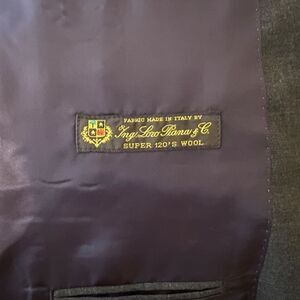 FABRIC MADE IN ITALY BY
Ing. Loro Piana & C.
SUPER 120'S WOOL